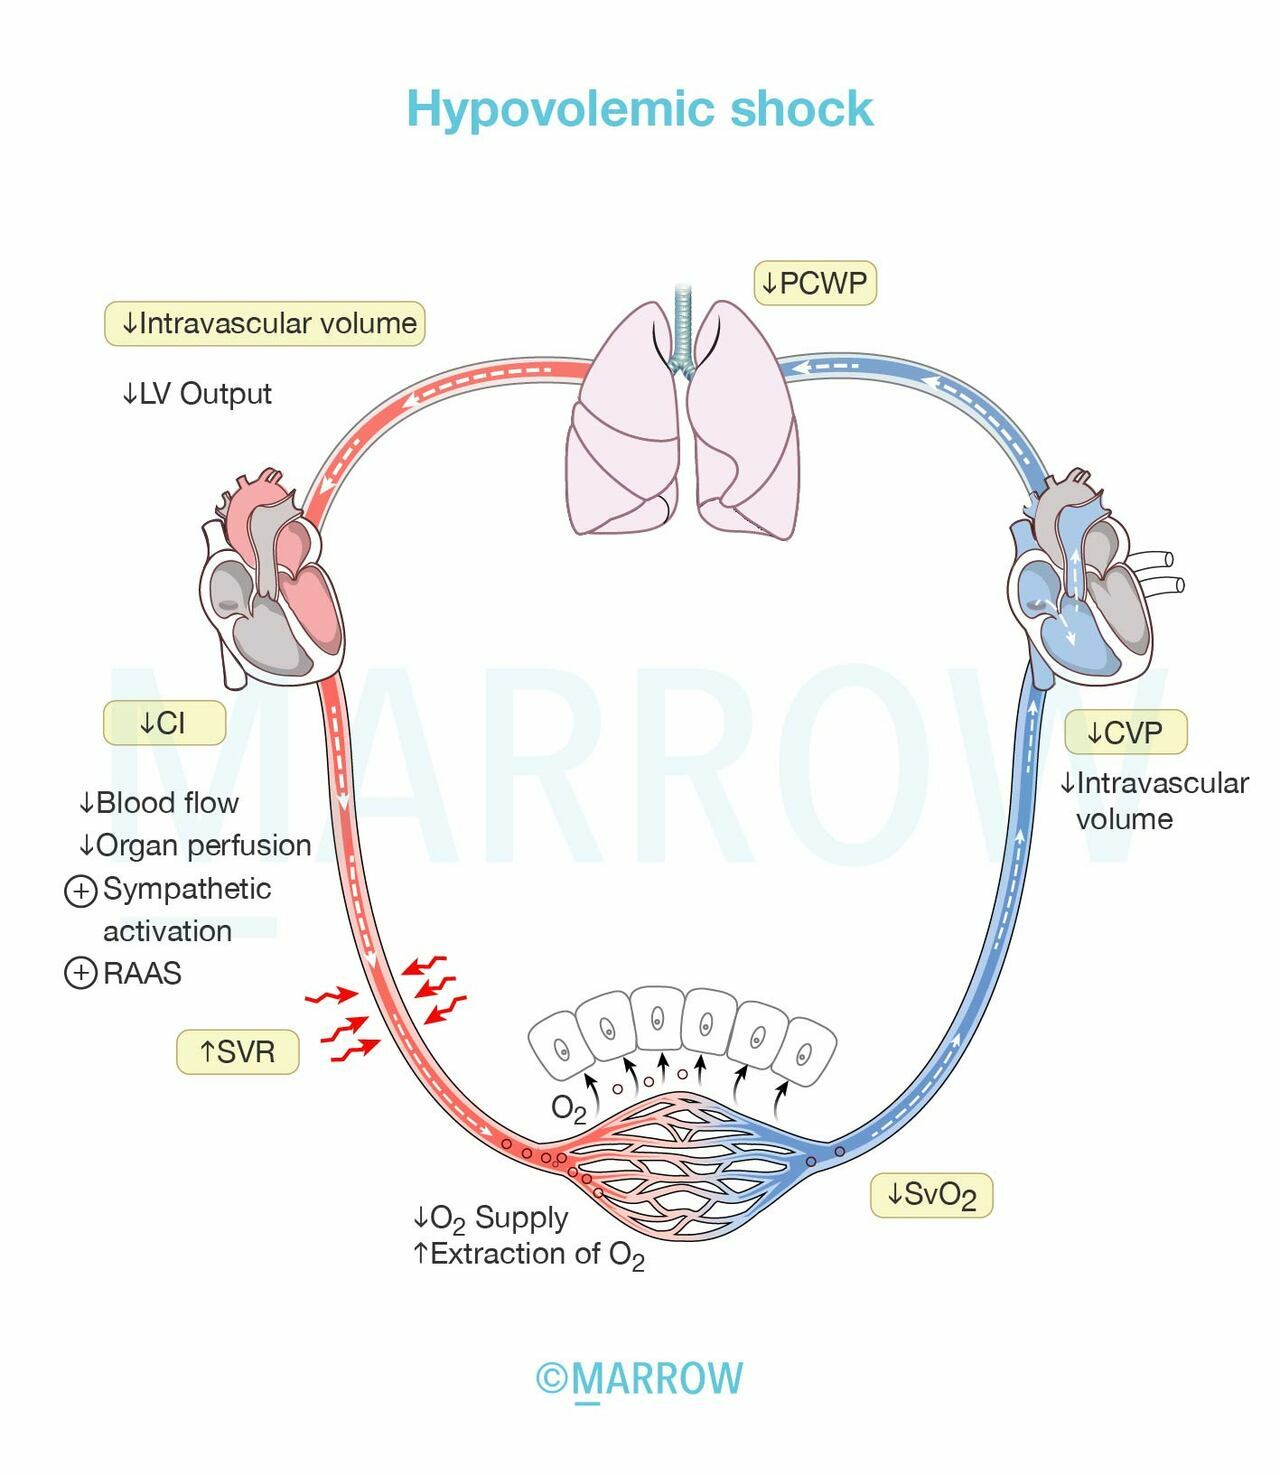 Hypovolemic shock
↓PCWP
↓Intravascular volume
↓LV Output
↓CI
↓Blood flow
↓Organ perfusion
⊕ Sympathetic
activation
⊕ RAAS
↑SVR
↓CVP
↓Intravascular
volume
O₂
↓O₂ Supply
↑Extraction of O₂
↓SvO₂
MARROW
©MARROW